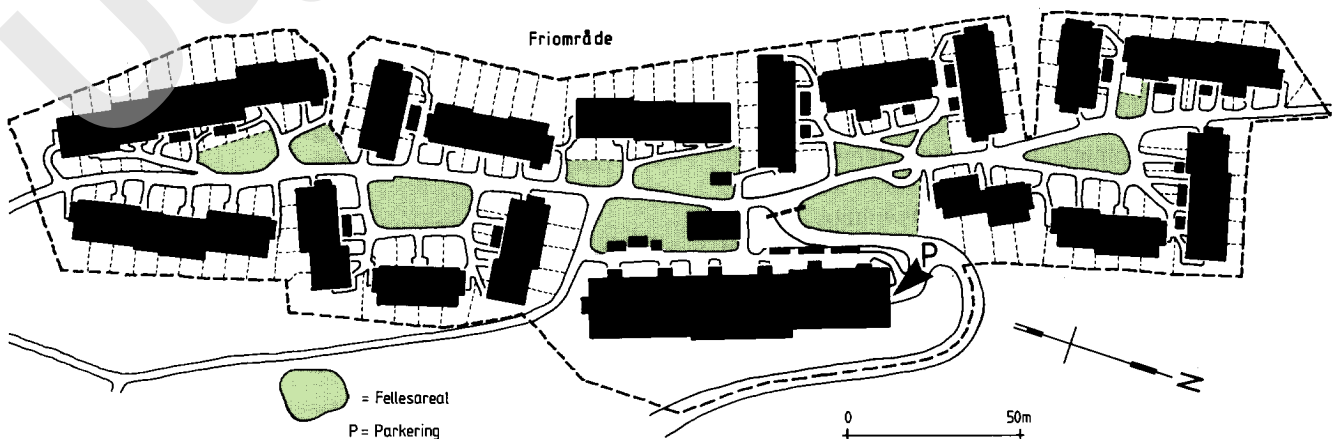 Friområde
P
= Fellesareal
P = Parkering
N
0 50m